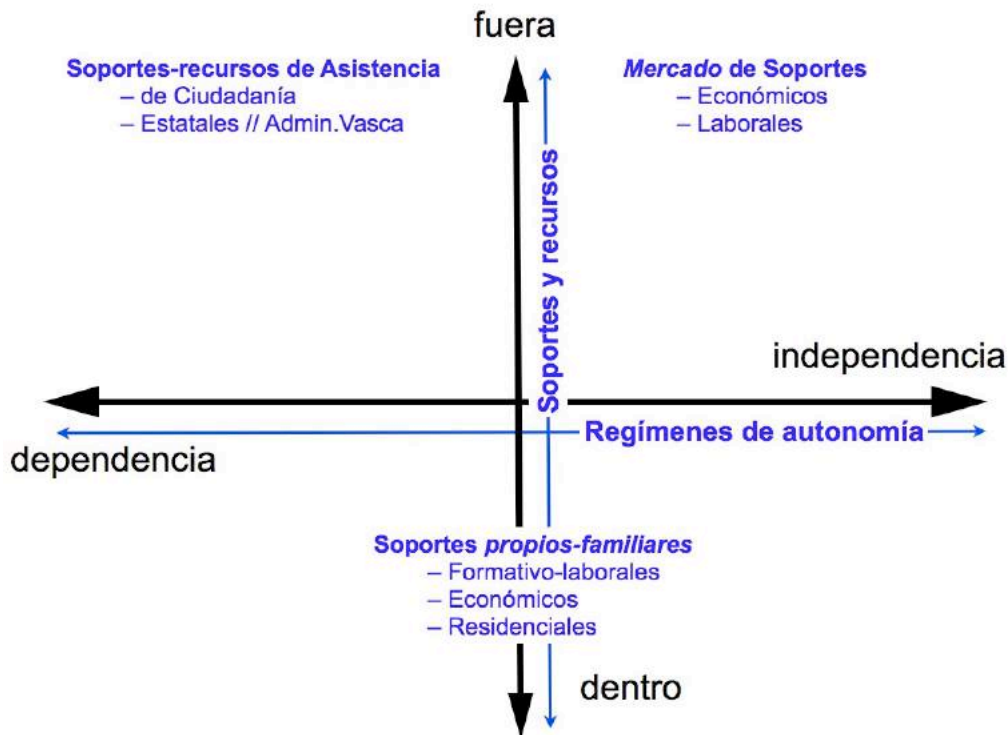 fuera
Soportes-recursos de Asistencia
– de Ciudadanía
– Estatales // Admin.Vasca
Mercado de Soportes
– Económicos
– Laborales
Soportes y recursos
independencia
Regímenes de autonomía
dependencia
Soportes propios-familiares
– Formativo-laborales
– Económicos
– Residenciales
dentro